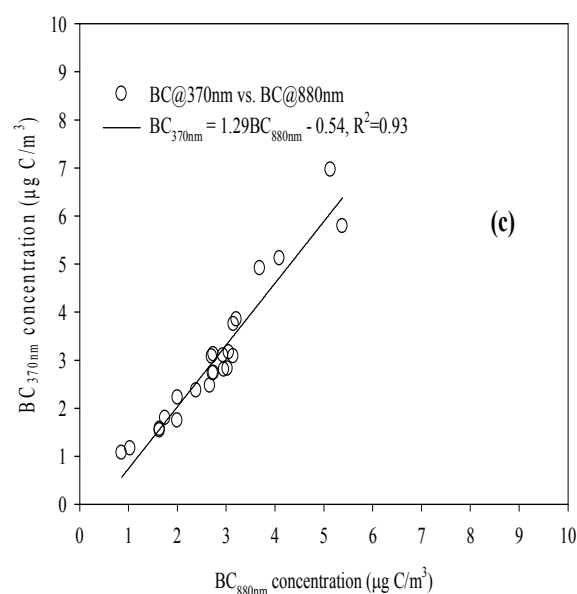 10
9
8
7
6
5
4
3
2
1
0
BC370nm concentration (μg C/m3)
BC@370nm vs. BC@880nm
BC370nm = 1.29BC880nm - 0.54, R2=0.93
(c)
0 1 2 3 4 5 6 7 8 9 10
BC880nm concentration (μg C/m3)